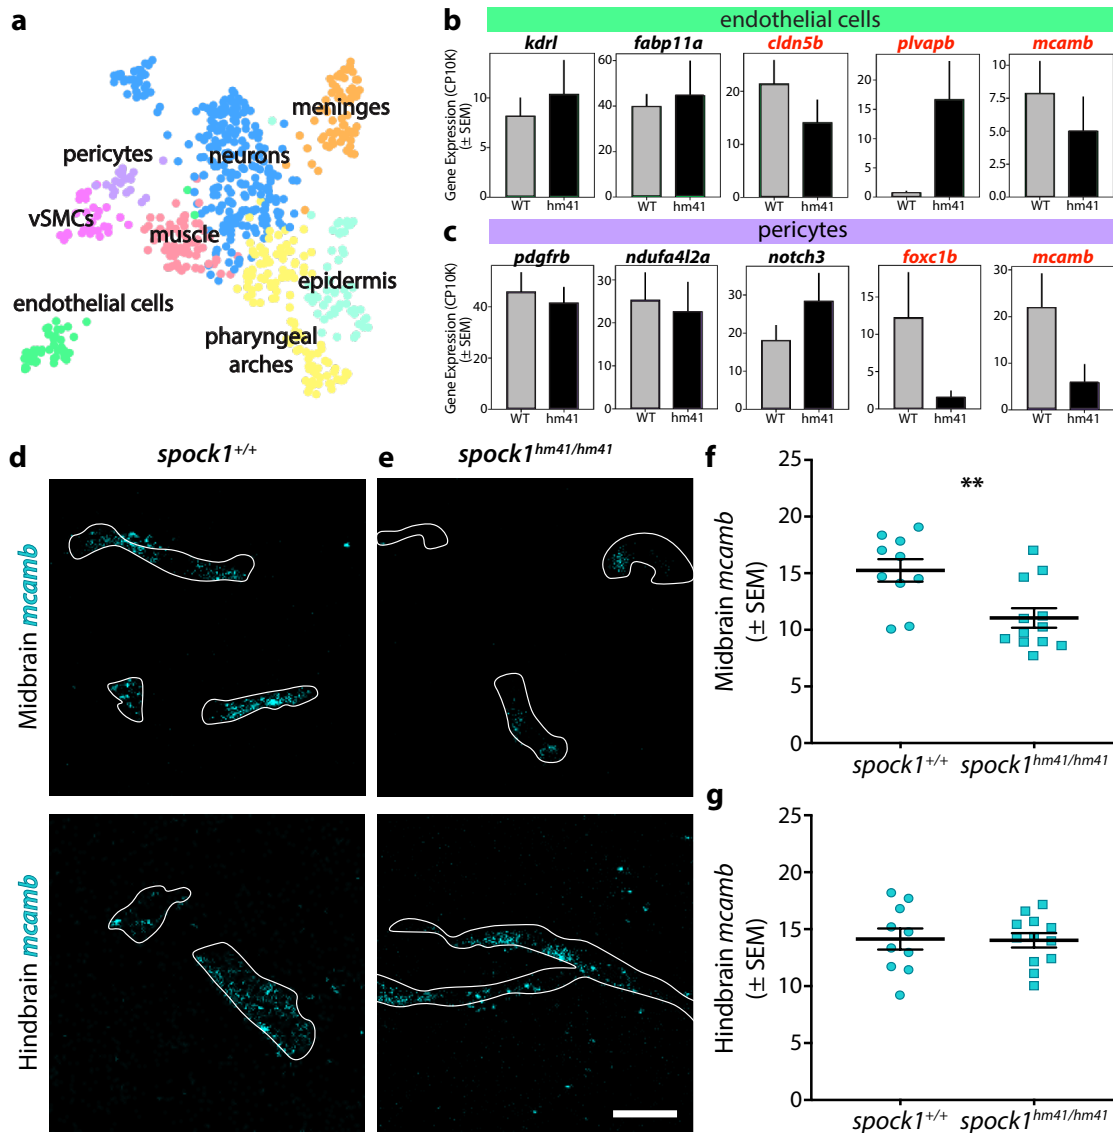 a
meninges
pericytes
neurons
vSMCs
muscle
epidermis
endothelial cells
pharyngeal
arches
b
endothelial cells
kdrl
fabp11a
cldn5b
plvapb
mcamb
Gene Expression (CP10K)
(± SEM)
10
5
0
60
40
20
0
20
10
0
20
15
10
5
0
10.0
7.5
5.0
2.5
0.0
WT hm41
WT hm41
WT hm41
WT hm41
WT hm41
c
pericytes
pdgfrb
ndufa4l2a
notch3
foxc1b
mcamb
Gene Expression (CP10K)
(± SEM)
40
20
0
30
20
10
0
30
20
10
0
15
10
5
0
30
20
10
0
WT hm41
WT hm41
WT hm41
WT hm41
WT hm41
d
spock1+/+
e
spock1hm41/hm41
Midbrain mcamb
Hindbrain mcamb
f
Midbrain mcamb
(± SEM)
25
20
15
10
5
0
**
spock1+/+ spock1hm41/hm41
g
Hindbrain mcamb
(± SEM)
25
20
15
10
5
0
spock1+/+ spock1hm41/hm41